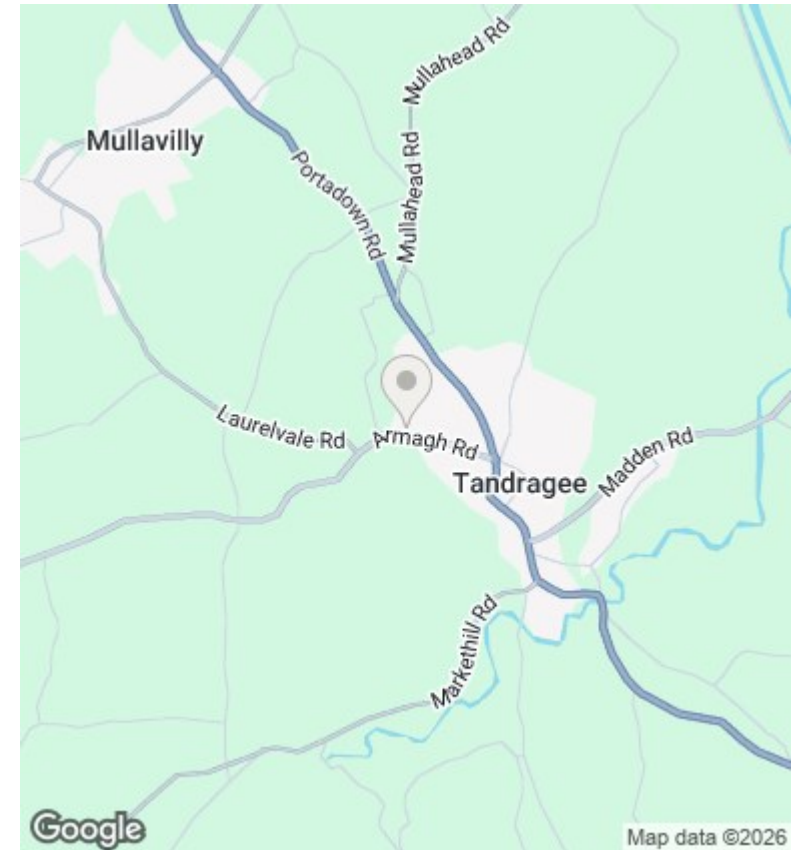 Mullahead Rd
Mullavilly
Portadown Rd
Mullahead Rd
Laurelvale Rd
Armagh Rd
Tandragee
Madden Rd
Markethill Rd
Google
Map data ©2026